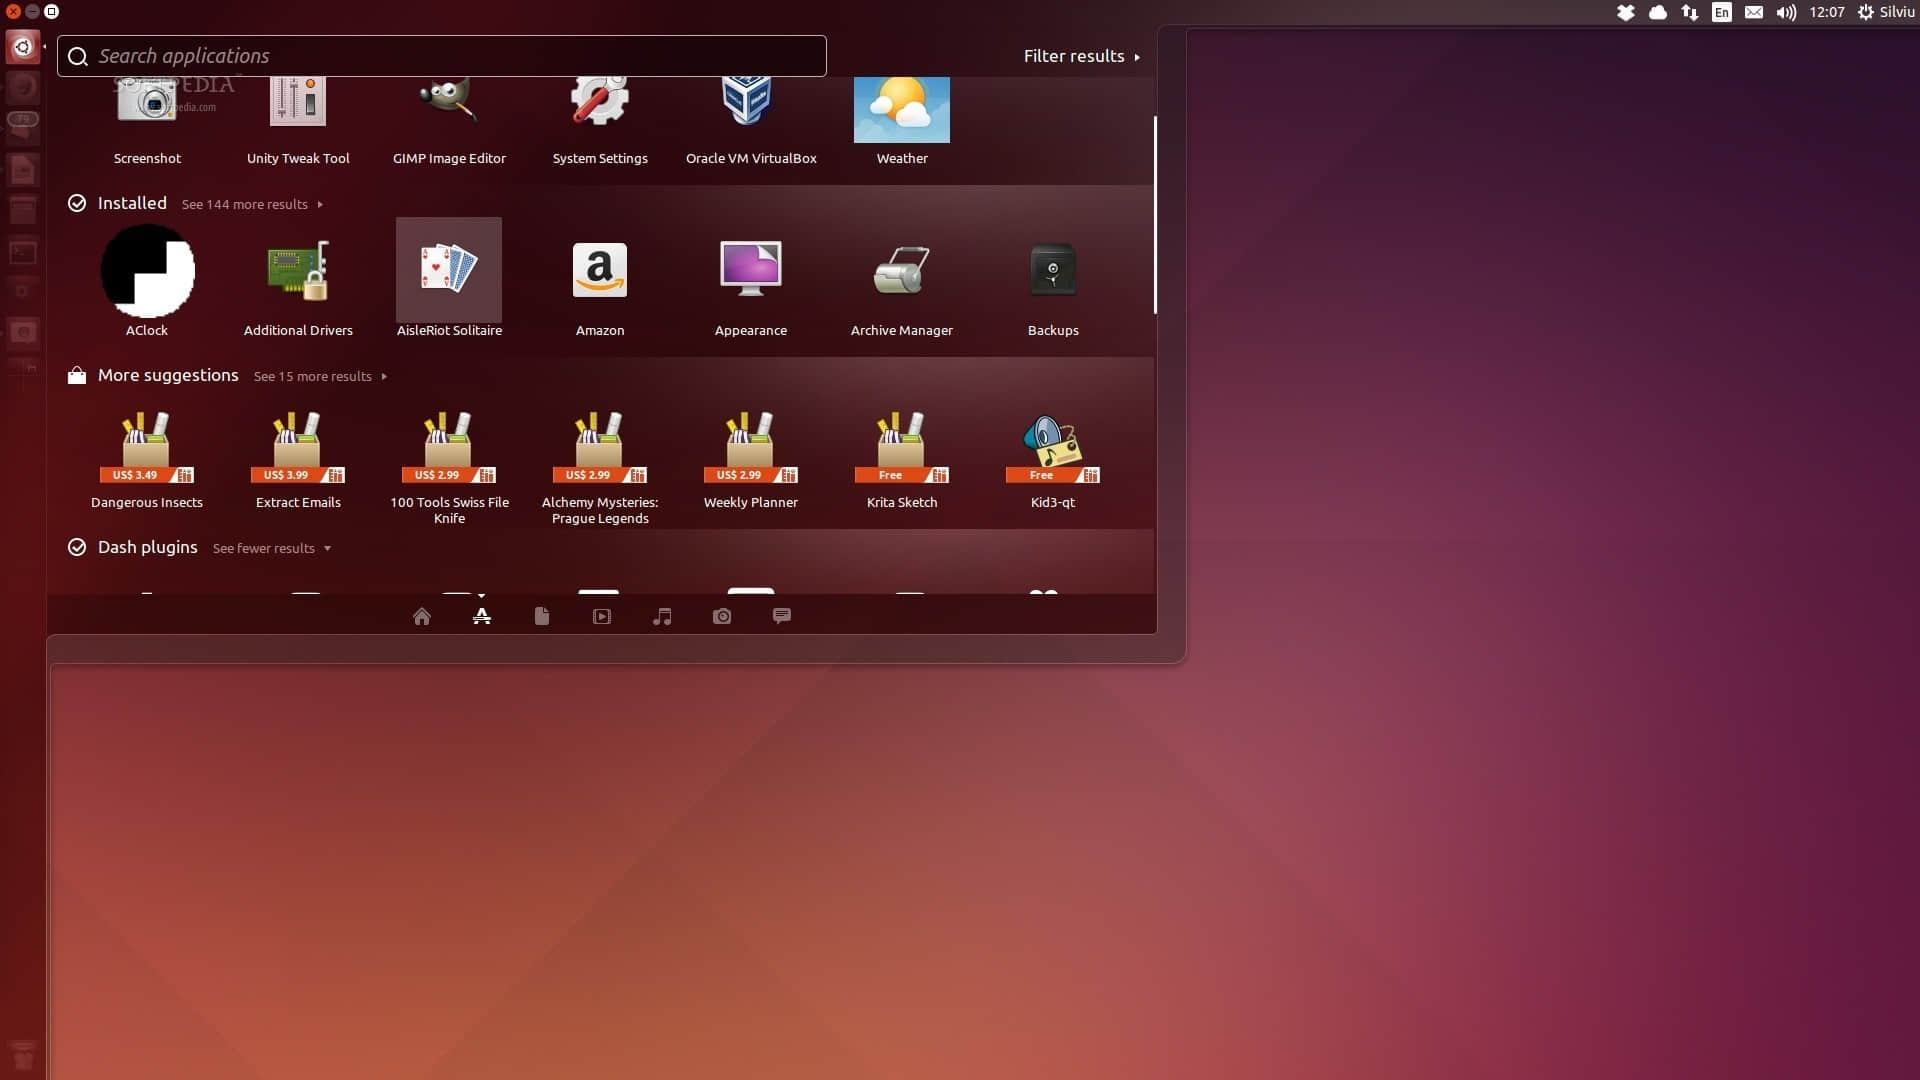 En
12:07
Silviu
Search applications
Filter results
SOFTPEDIA
www.softpedia.com
Screenshot
Unity Tweak Tool
GIMP Image Editor
System Settings
Oracle VM VirtualBox
Weather
Installed See 144 more results
AClock
Additional Drivers
AisleRiot Solitaire
Amazon
Appearance
Archive Manager
Backups
More suggestions See 15 more results
US$ 3.49
US$ 3.99
US$ 2.99
US$ 2.99
US$ 2.99
Free
Free
Dangerous Insects
Extract Emails
100 Tools Swiss File
Knife
Alchemy Mysteries:
Prague Legends
Weekly Planner
Krita Sketch
Kid3-qt
Dash plugins See fewer results